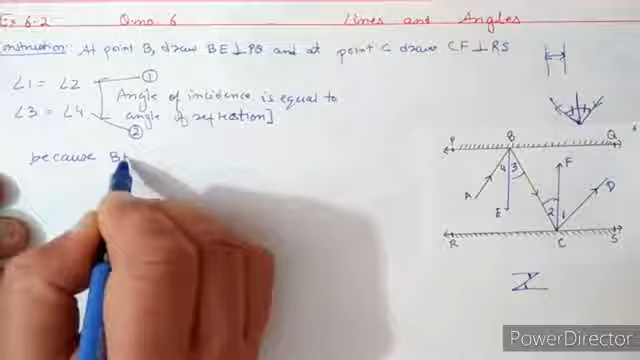 Ex 6.2 Q.no. 6 Lines and Angles
Construction: At point B, draw BE⊥PQ and at point C draw CF⊥RS
∠1 = ∠2 ①
Angle of incidence is equal to
∠3 = ∠4 angle of reflection]
②
because B
P B Q
4 3 F
A D
E 2 1
R C S
Z
PowerDirector